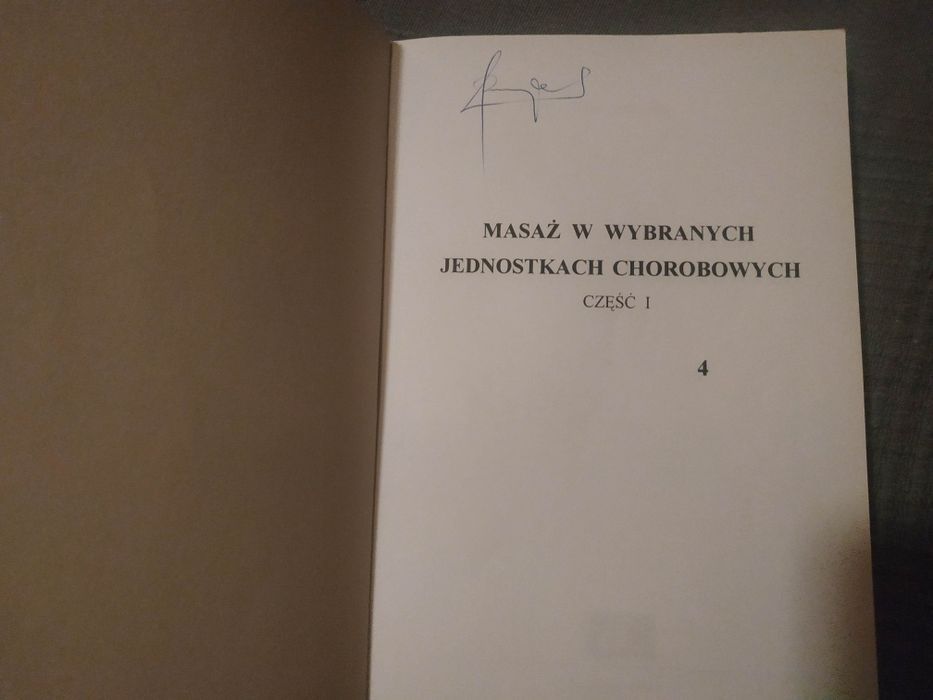 MASAŻ W WYBRANYCH
JEDNOSTKACH CHOROBOWYCH
CZĘŚĆ I
4